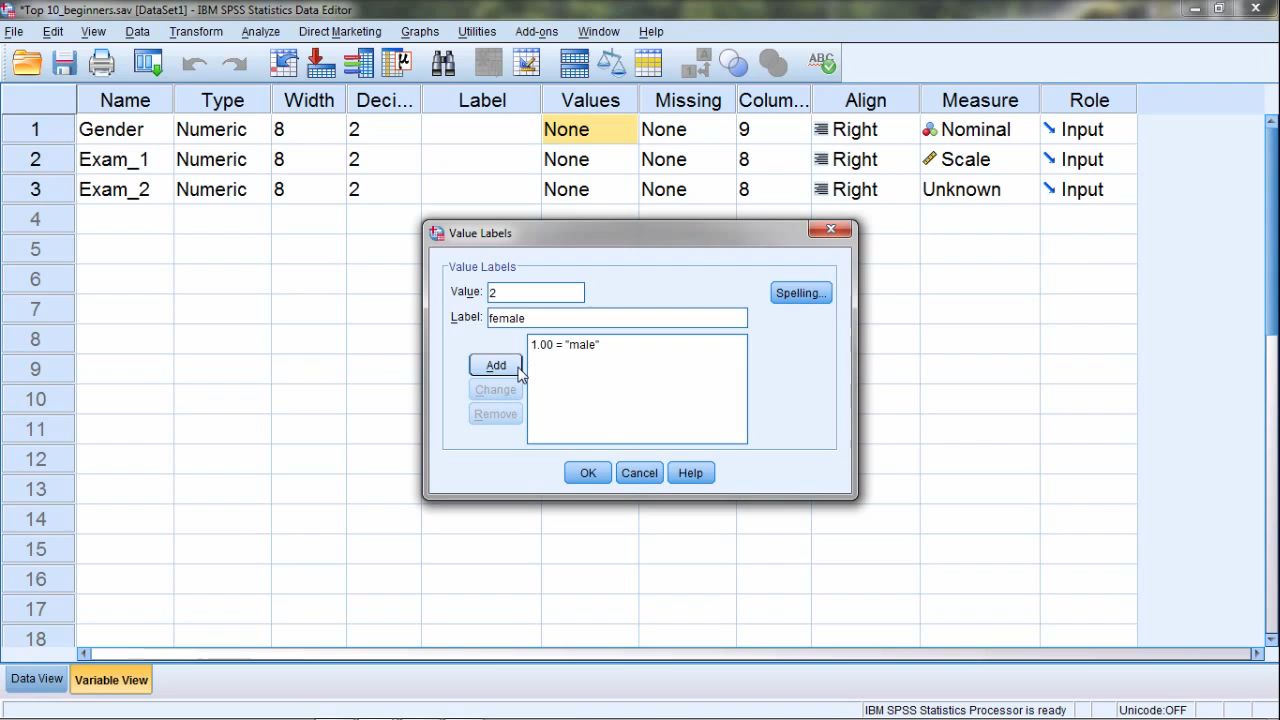 *Top 10_beginners.sav [DataSet1] - IBM SPSS Statistics Data Editor
File Edit View Data Transform Analyze Direct Marketing Graphs Utilities Add-ons Window Help
Name Type Width Deci... Label Values Missing Colum... Align Measure Role
1 Gender Numeric 8 2 None None 9 Right Nominal Input
2 Exam_1 Numeric 8 2 None None 8 Right Scale Input
3 Exam_2 Numeric 8 2 None None 8 Right Unknown Input
4
5
6
7
8
9
10
11
12
13
14
15
16
17
18
Value Labels
Value Labels
Value: 2
Spelling...
Label: female
1.00 = "male"
Add
Change
Remove
OK Cancel Help
Data View Variable View
IBM SPSS Statistics Processor is ready Unicode:OFF